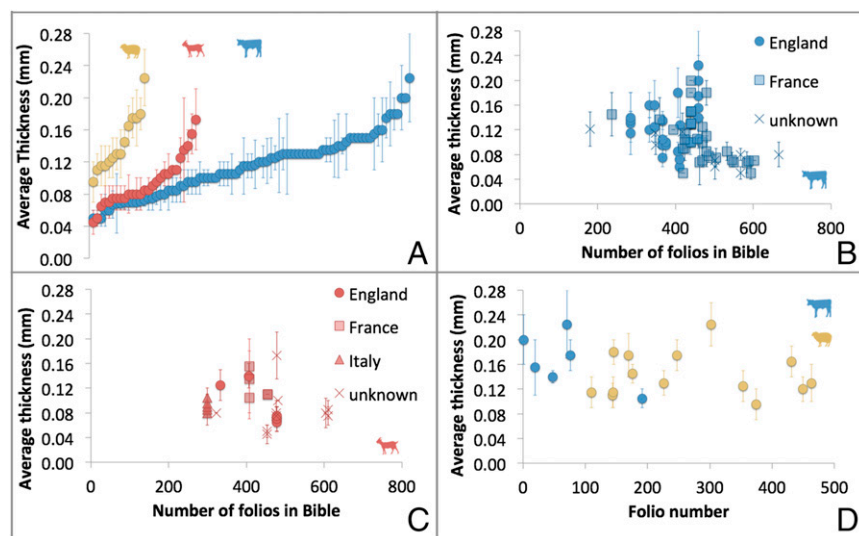 0.28
0.24
0.20
0.16
0.12
0.08
0.04
0.00
Average Thickness (mm)
0 200 400 600 800
A
0.28
0.24
0.20
0.16
0.12
0.08
0.04
0.00
Average thickness (mm)
England
France
unknown
0 200 400 600 800
Number of folios in Bible
B
0.28
0.24
0.20
0.16
0.12
0.08
0.04
0.00
Average thickness (mm)
England
France
Italy
unknown
0 200 400 600 800
Number of folios in Bible
C
0.28
0.24
0.20
0.16
0.12
0.08
0.04
0.00
Average thickness (mm)
0 100 200 300 400 500
Folio number
D